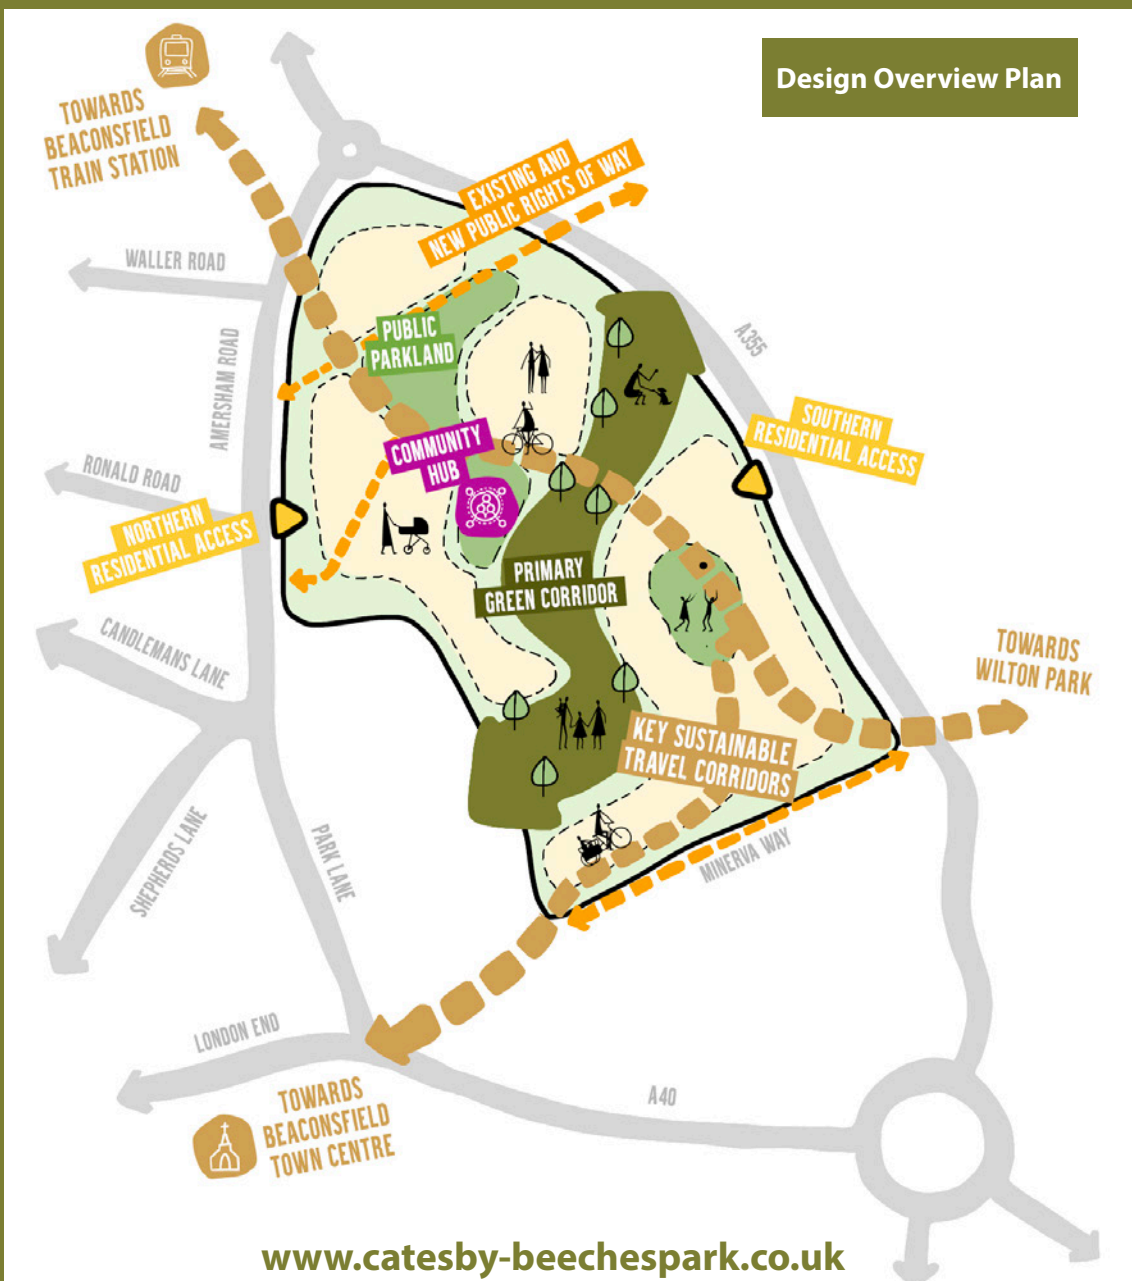 Design Overview Plan
TOWARDS
BEACONSFIELD
TRAIN STATION
EXISTING AND
NEW PUBLIC RIGHTS OF WAY
WALLER ROAD
PUBLIC
PARKLAND
A355
AMERSHAM ROAD
SOUTHERN
RESIDENTIAL ACCESS
COMMUNITY
HUB
RONALD ROAD
NORTHERN
RESIDENTIAL ACCESS
PRIMARY
GREEN CORRIDOR
CANDLEMANS LANE
TOWARDS
WILTON PARK
KEY SUSTAINABLE
TRAVEL CORRIDORS
SHEPHERDS LANE
PARK LANE
MINERVA WAY
LONDON END
A40
TOWARDS
BEACONSFIELD
TOWN CENTRE
www.catesby-beechespark.co.uk